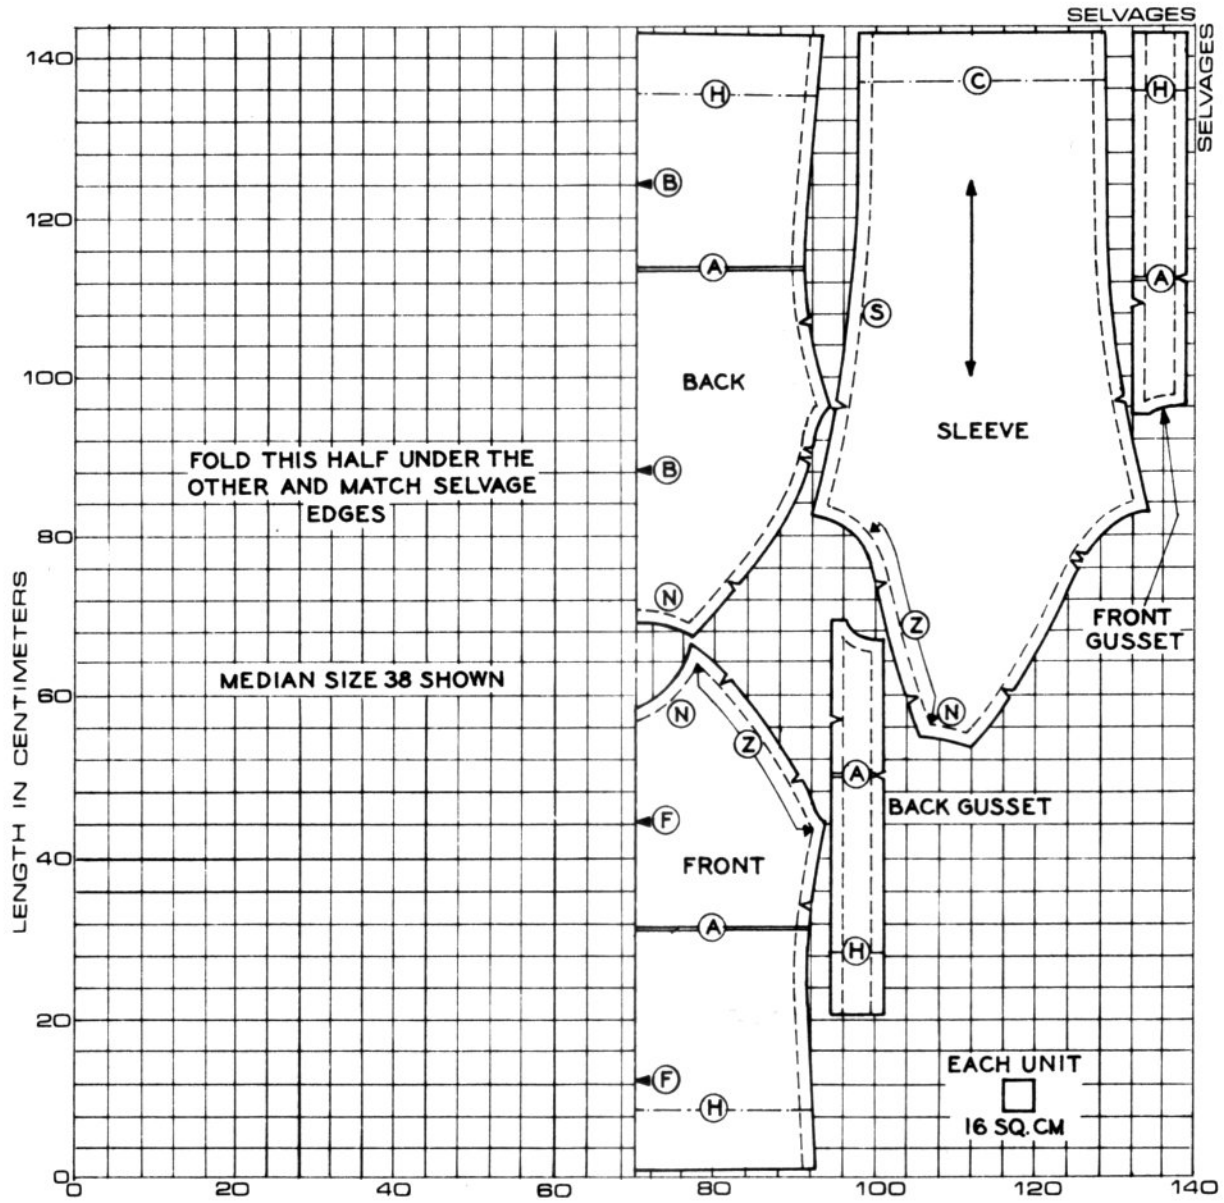 SELVAGES
SELVAGES
140
120
100
80
60
40
20
0
LENGTH IN CENTIMETERS
0
20
40
60
80
100
120
140
FOLD THIS HALF UNDER THE
OTHER AND MATCH SELVAGE
EDGES
MEDIAN SIZE 38 SHOWN
H
B
A
BACK
B
N
N
Z
F
FRONT
A
F
H
C
S
SLEEVE
Z
N
H
A
FRONT
GUSSET
A
BACK GUSSET
H
EACH UNIT
16 SQ. CM